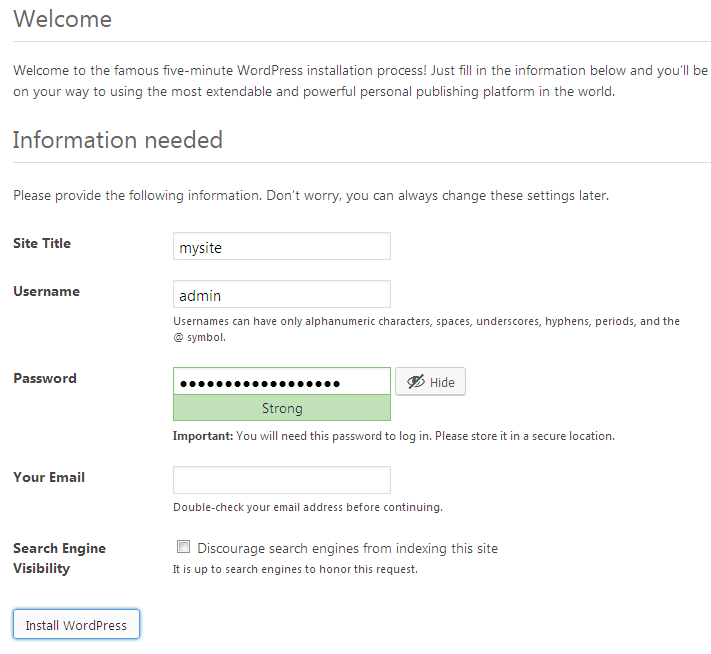 Welcome
Welcome to the famous five-minute WordPress installation process! Just fill in the information below and you'll be
on your way to using the most extendable and powerful personal publishing platform in the world.
Information needed
Please provide the following information. Don't worry, you can always change these settings later.
Site Title
mysite
Username
admin
Usernames can have only alphanumeric characters, spaces, underscores, hyphens, periods, and the
@ symbol.
Password
●●●●●●●●●●●●●●●●●●
Hide
Strong
Important: You will need this password to log in. Please store it in a secure location.
Your Email
Double-check your email address before continuing.
Search Engine
Visibility
Discourage search engines from indexing this site
It is up to search engines to honor this request.
Install WordPress